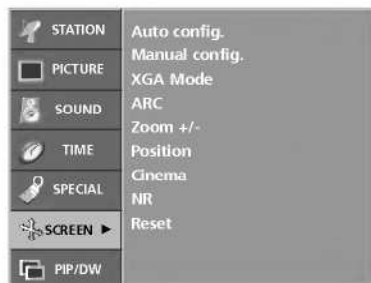 STATION
PICTURE
SOUND
TIME
SPECIAL
SCREEN ►
PIP/DW
Auto config.
Manual config.
XGA Mode
ARC
Zoom +/-
Position
Cinema
NR
Reset